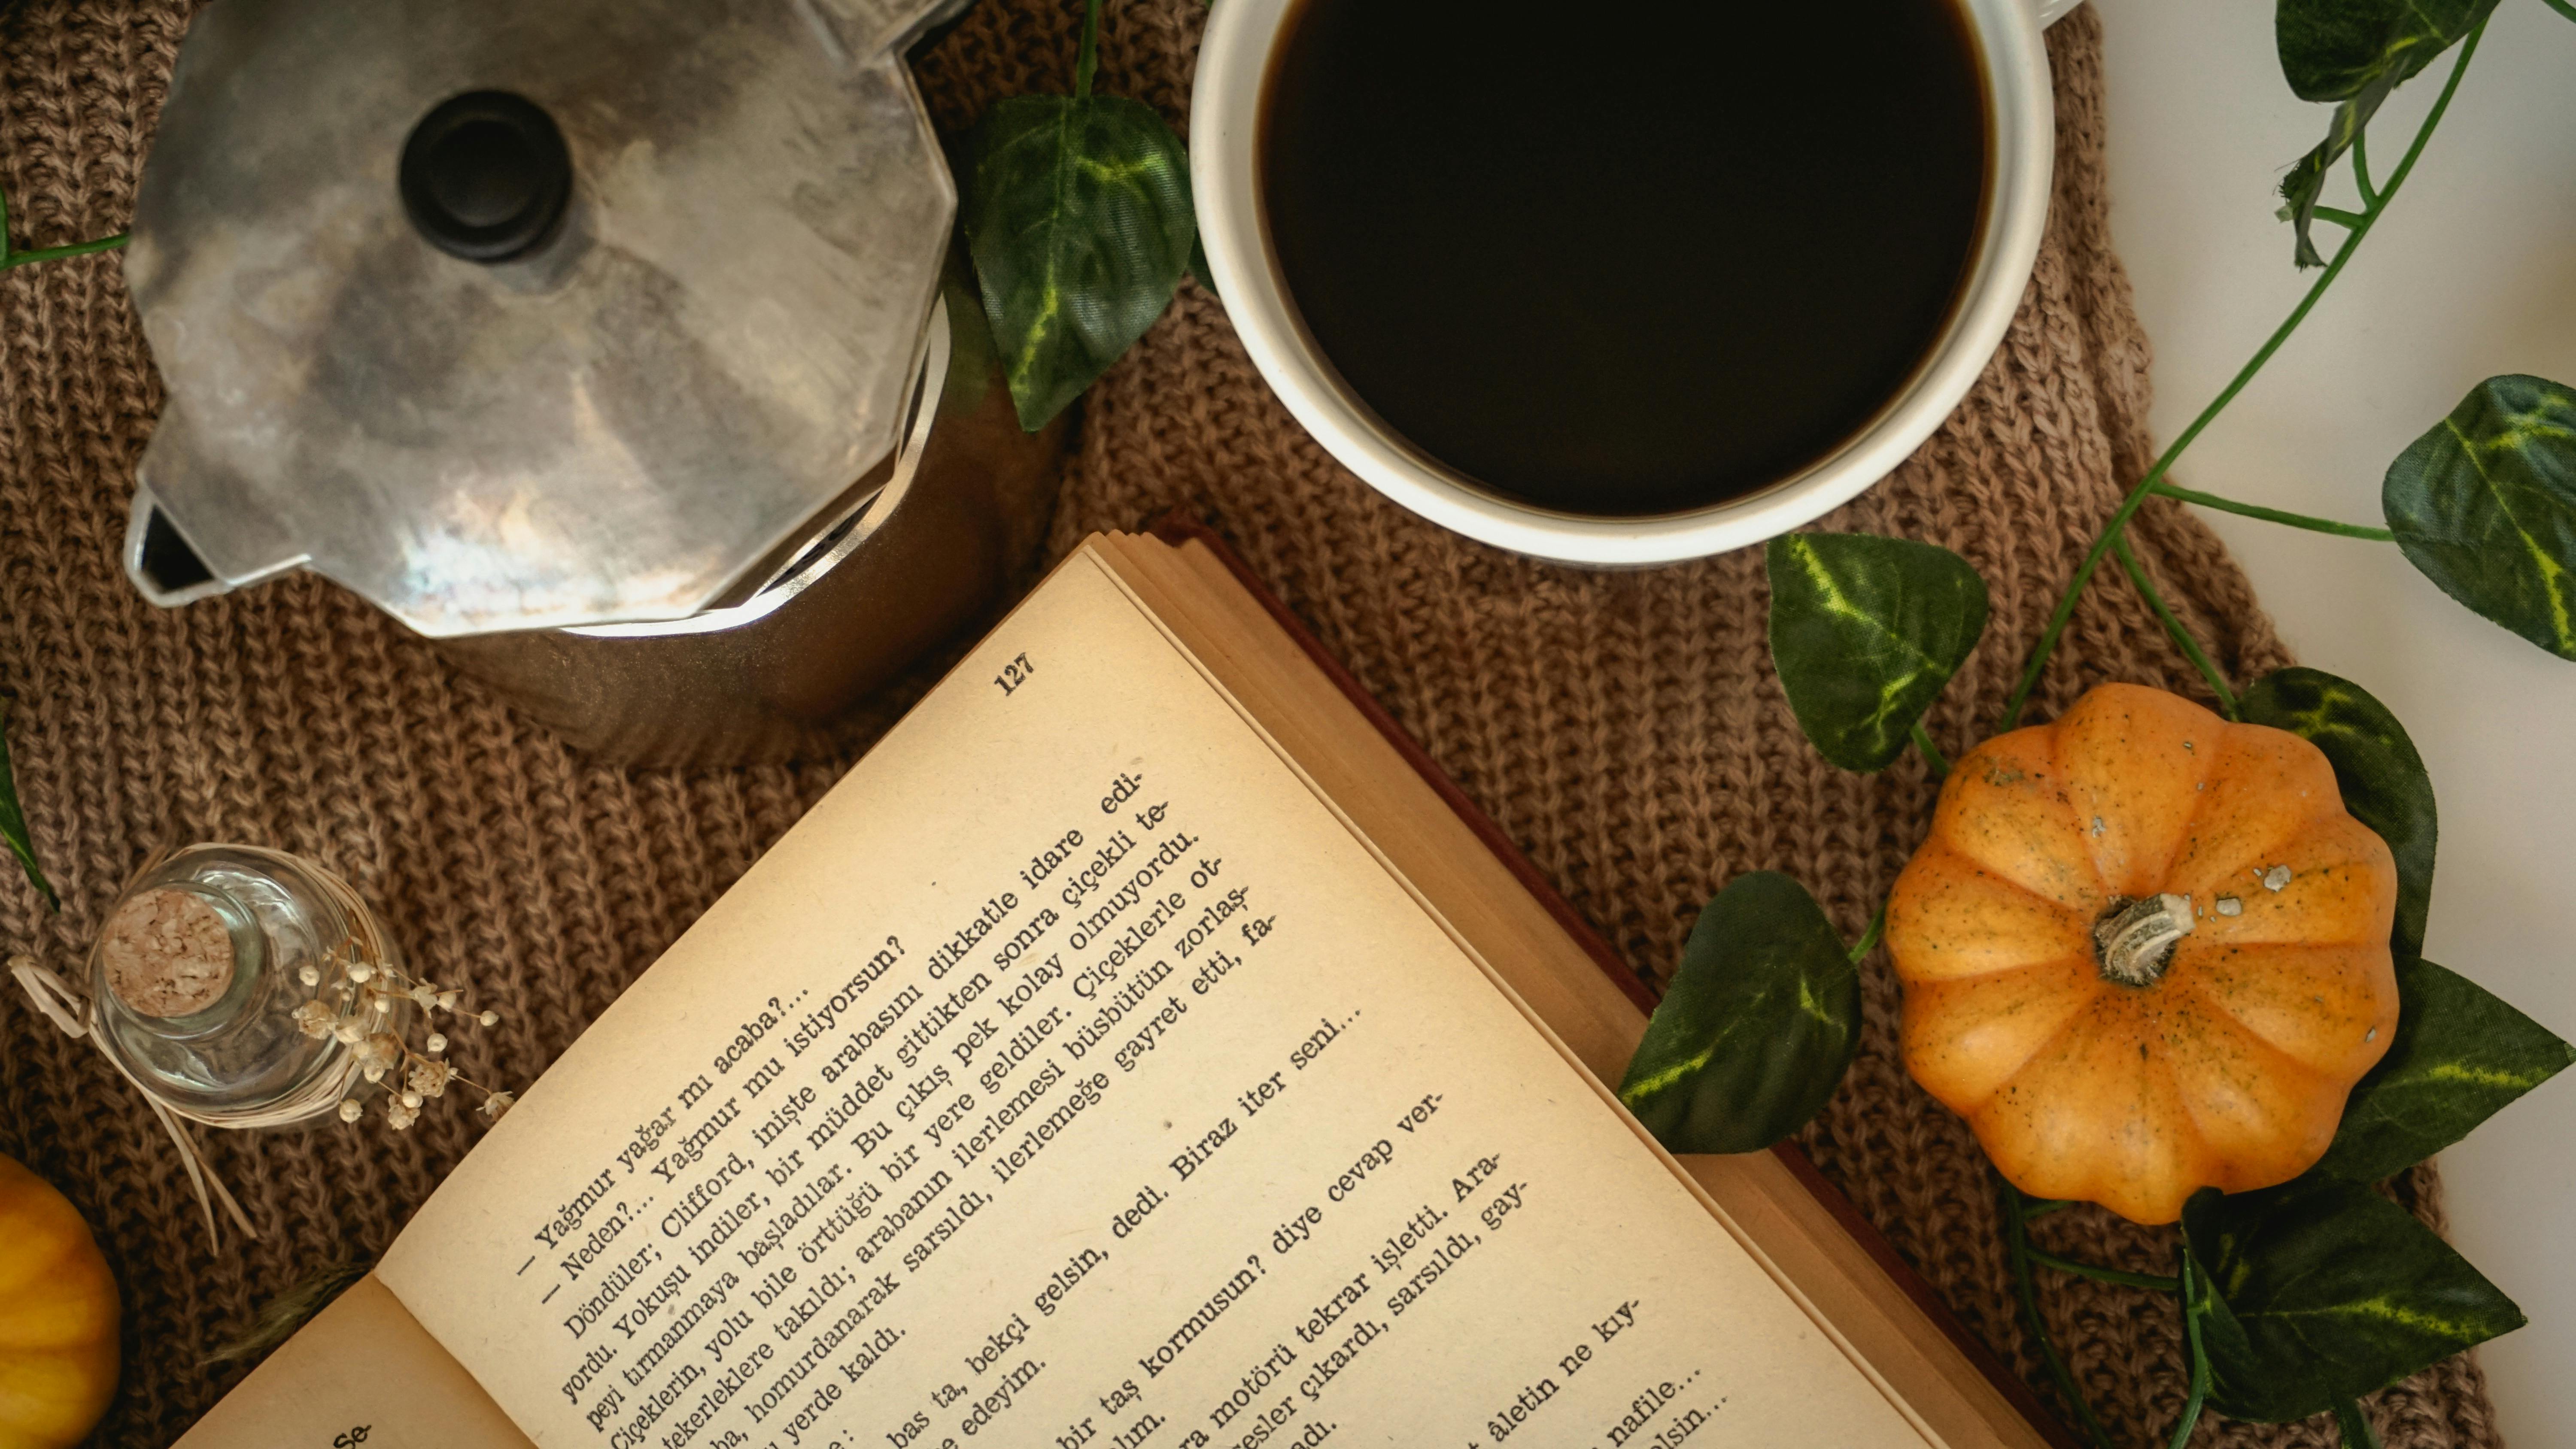 127
— Yağmur yağar mı acaba?...
— Neden?... Yağmur mu istiyorsun?
Döndüler; Clifford, inişte arabasını dikkatle idare edi-
yordu. Yokuşu indiler, bir müddet gittikten sonra çiçekli te-
peyi tırmanmaya başladılar. Bu çıkış pek kolay olmuyordu.
Çiçeklerin, yolu bile örttüğü bir yere geldiler. Çiçeklerle ot-
tekerleklere takıldı; arabanın ilerlemesi büsbütün zorlaş-
homurdanarak sarsıldı, ilerlemeğe gayret etti, fa-
yerde kaldı.
bas ta, bekçi gelsin, dedi. Biraz iter seni...
edeyim.
bir taş kormusun? diye cevap ver-
motörü tekrar işletti. Ara-
sesler çıkardı, sarsıldı, gay-
âletin ne kıy-
nafile...
Se-